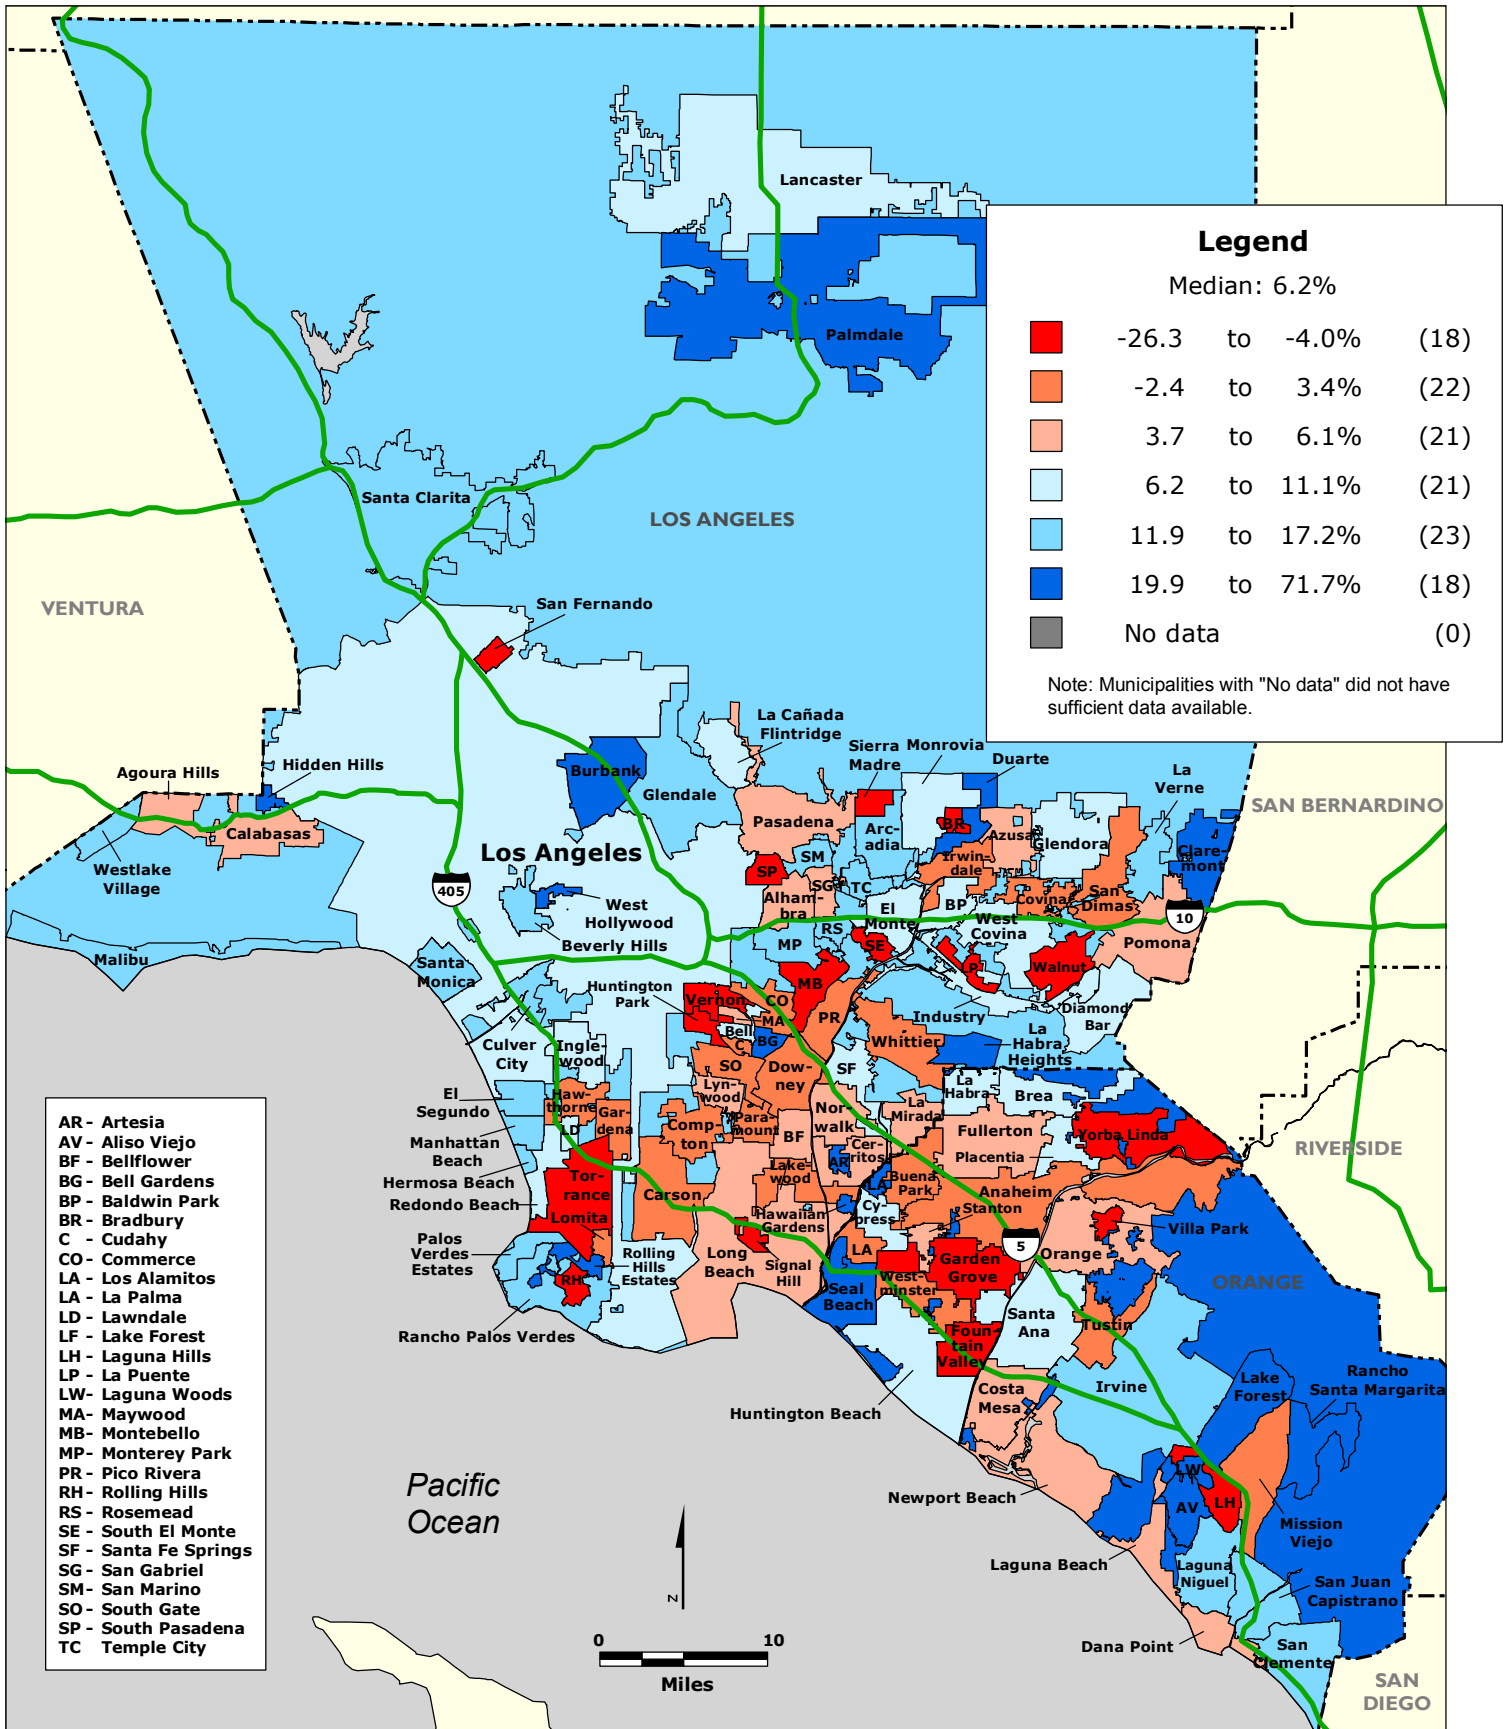 Lancaster
Palmdale
Legend
Median: 6.2%
-26.3 to -4.0% (18)
-2.4 to 3.4% (22)
3.7 to 6.1% (21)
6.2 to 11.1% (21)
11.9 to 17.2% (23)
19.9 to 71.7% (18)
No data (0)
Note: Municipalities with "No data" did not have
sufficient data available.
Santa Clarita
LOS ANGELES
VENTURA
San Fernando
La Cañada
Flintridge
Sierra
Madre
Monrovia
Duarte
La
Verne
SAN BERNARDINO
Agoura Hills
Hidden Hills
Burbank
Glendale
Pasadena
Calabasas
Arc-
adia
BR
Azusa
Glendora
Clare-
mont
Los Angeles
SM
Irwin-
dale
Westlake
Village
SP
SG
TC
San
Dimas
405
Alham-
bra
El
Monte
BP
Covina
West
Hollywood
West
Covina
10
Beverly Hills
RS
MP
SE
Pomona
Malibu
Santa
Monica
LP
Walnut
Huntington
Park
MB
Vernon
CO
Industry
Diamond
Bar
MA
PR
Bell
C
BG
La
Habra
Heights
Whittier
Culver
City
Ingle-
wood
SO
Dow-
ney
SF
La
Habra
Brea
El
Segundo
Haw-
thorne
Lyn-
wood
Gar-
dena
Nor-
walk
La
Mirada
LD
Comp-
ton
Para-
mount
BF
Fullerton
Yorba Linda
RIVERSIDE
Manhattan
Beach
Cer-
ritos
Placentia
Hermosa Beach
Tor-
rance
AR
Lake-
wood
LA
Buena
Park
Anaheim
Redondo Beach
Carson
Lomita
Hawaiian
Gardens
Cy-
press
Stanton
Villa Park
Palos
Verdes
Estates
Rolling
Hills
Estates
Long
Beach
Signal
Hill
LA
Garden
Grove
5
Orange
RH
West-
minster
ORANGE
Seal
Beach
Santa
Ana
Rancho Palos Verdes
Foun-
tain
Valley
Tustin
Irvine
Lake
Forest
Rancho
Santa Margarita
Costa
Mesa
Huntington Beach
Newport Beach
LW
AV
LH
Mission
Viejo
Laguna Beach
Laguna
Niguel
San Juan
Capistrano
Dana Point
San
Clemente
SAN
DIEGO
Pacific
Ocean
N
0 10
Miles
AR - Artesia
AV - Aliso Viejo
BF - Bellflower
BG - Bell Gardens
BP - Baldwin Park
BR - Bradbury
C - Cudahy
CO - Commerce
LA - Los Alamitos
LA - La Palma
LD - Lawndale
LF - Lake Forest
LH - Laguna Hills
LP - La Puente
LW- Laguna Woods
MA- Maywood
MB- Montebello
MP- Monterey Park
PR - Pico Rivera
RH - Rolling Hills
RS - Rosemead
SE - South El Monte
SF - Santa Fe Springs
SG - San Gabriel
SM- San Marino
SO - South Gate
SP - South Pasadena
TC Temple City